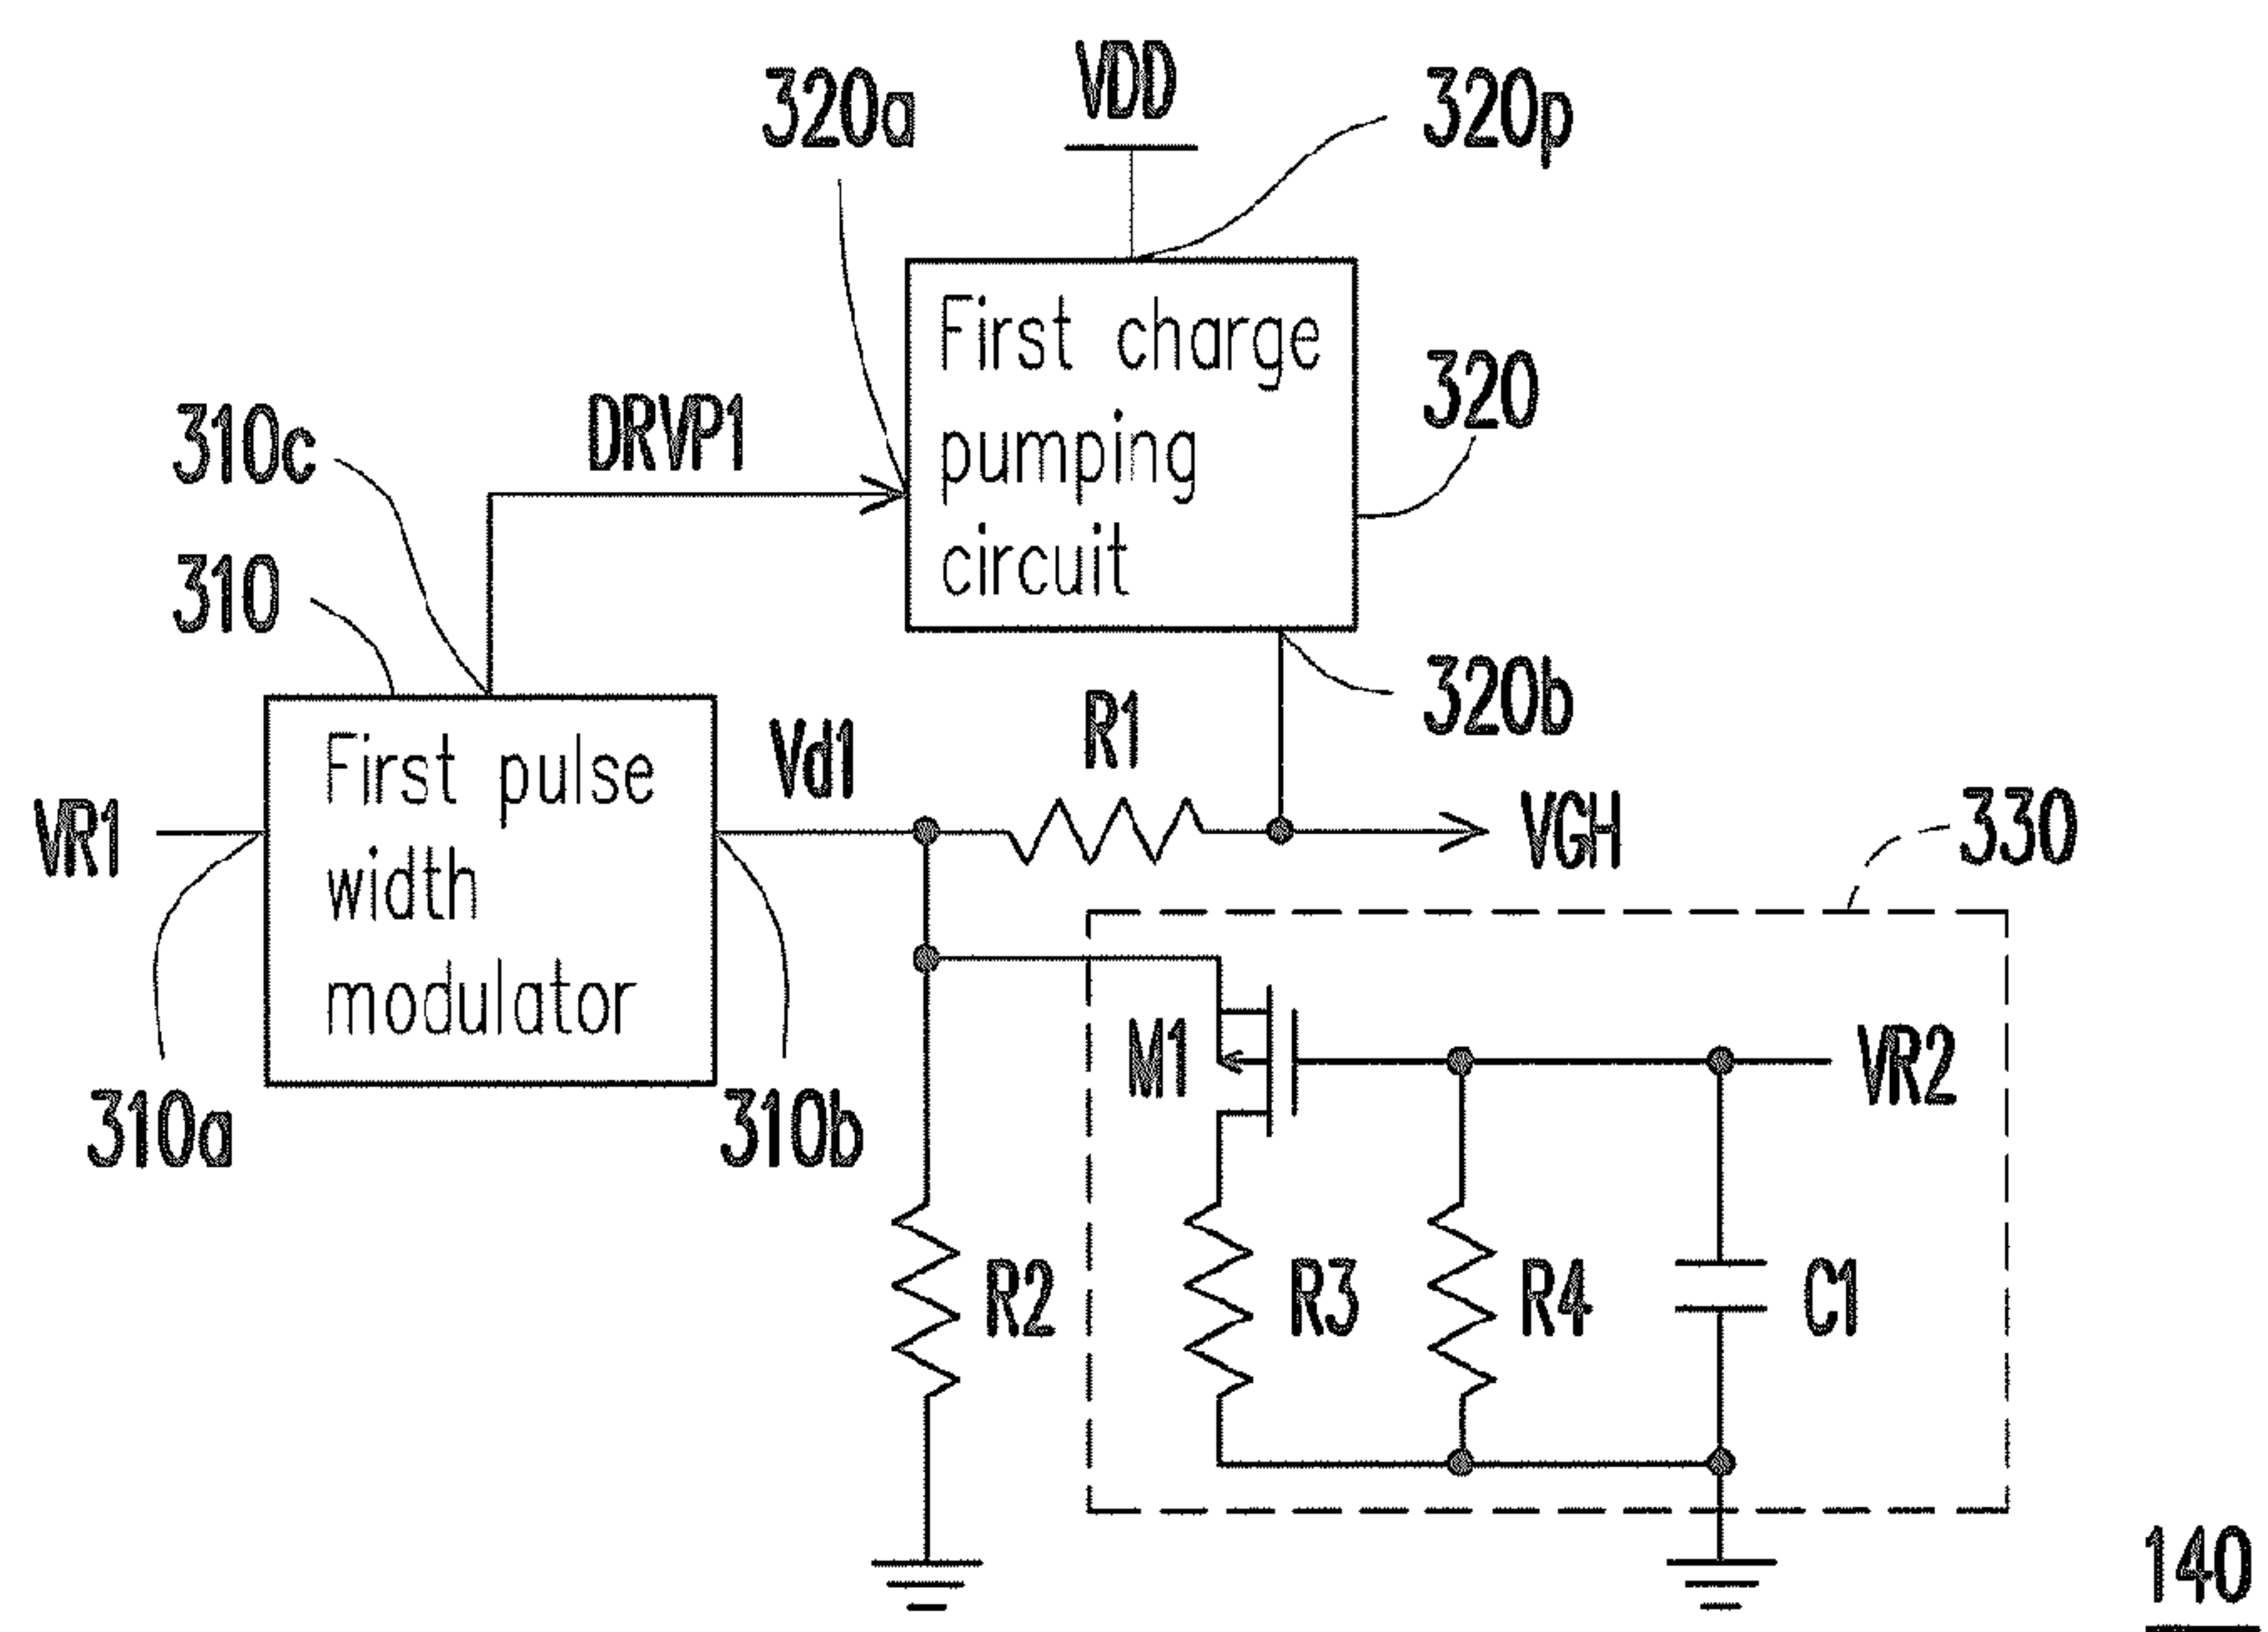 VDD
320a
320p
First charge
pumping
circuit
320
DRVP1
310c
310
320b
R1
Vd1
First pulse
width
modulator
VR1
VGH
330
M1
VR2
310a
310b
R2
R3
R4
C1
140